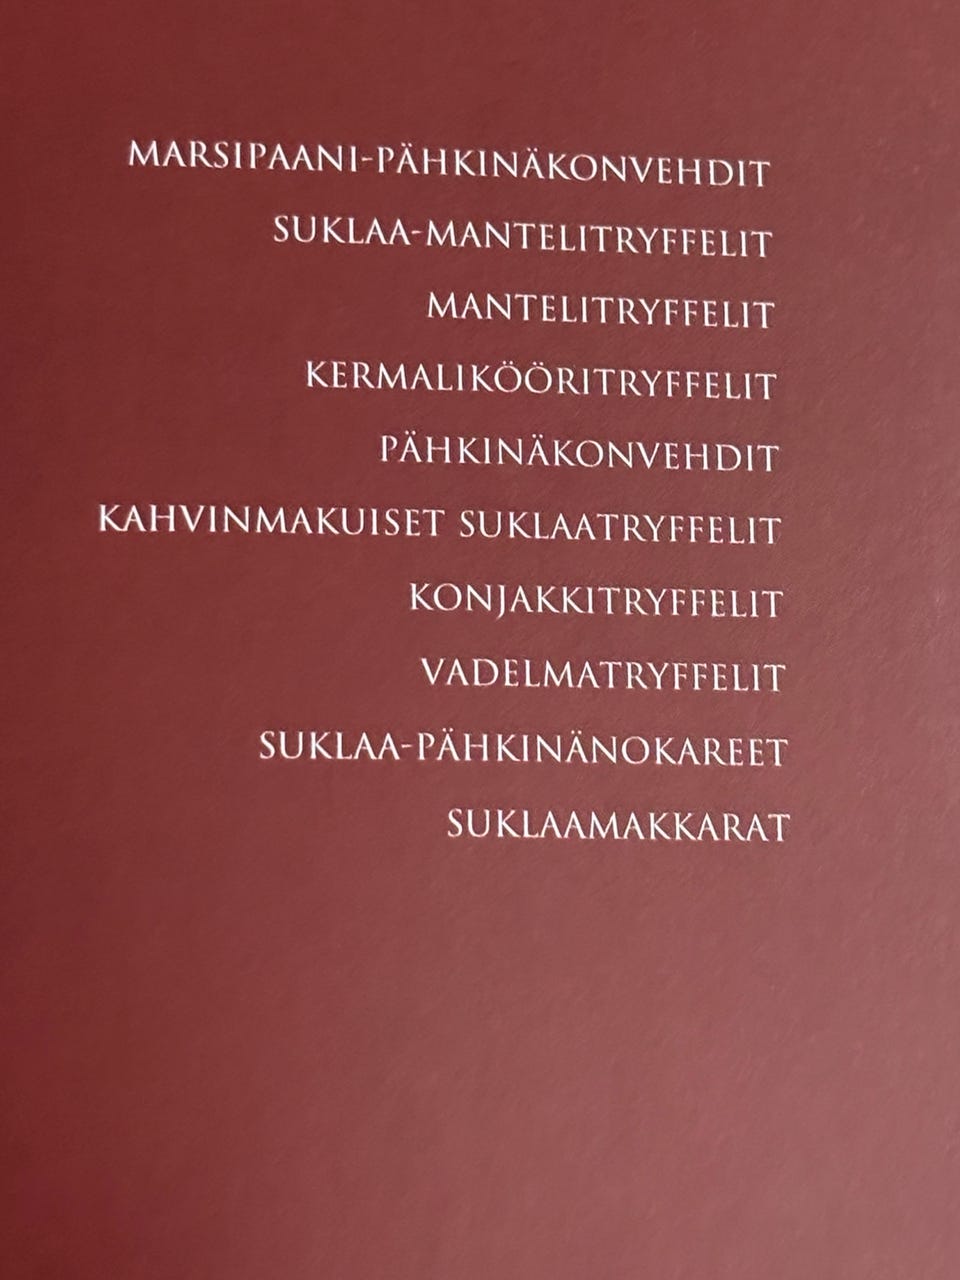 MARSIPAANI-PÄHKINÄKONVEHDIT
SUKLAA-MANTELITRYFFELIT
MANTELITRYFFELIT
KERMALIKÖÖRITRYFFELIT
PÄHKINÄKONVEHDIT
KAHVINMAKUISET SUKLAATRYFFELIT
KONJAKKITRYFFELIT
VADELMATRYFFELIT
SUKLAA-PÄHKINÄNOKAREET
SUKLAAMAKKARAT